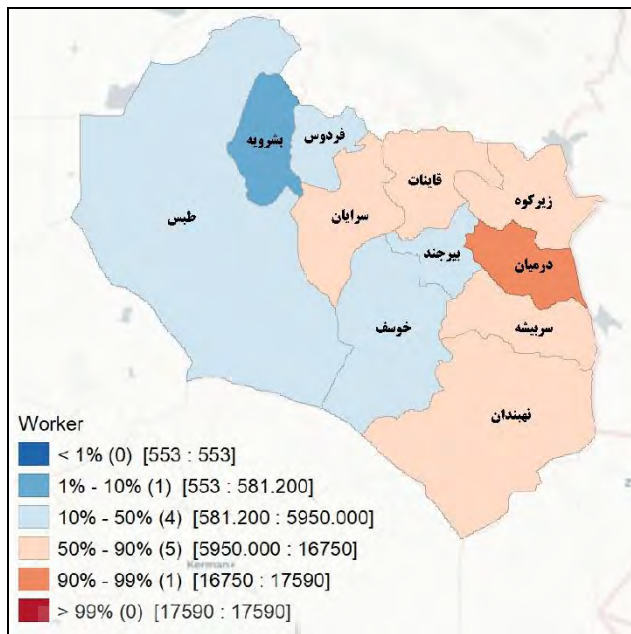 فردوس
بشرویه
قاینات
زیرکوه
سرایان
طبس
بیرجند
درمیان
خوسف
سربیشه
نهبندان
Worker
< 1% (0) [553 : 553]
1% - 10% (1) [553 : 581.200]
10% - 50% (4) [581.200 : 5950.000]
50% - 90% (5) [5950.000 : 16750]
Kerman
90% - 99% (1) [16750 : 17590]
> 99% (0) [17590 : 17590]